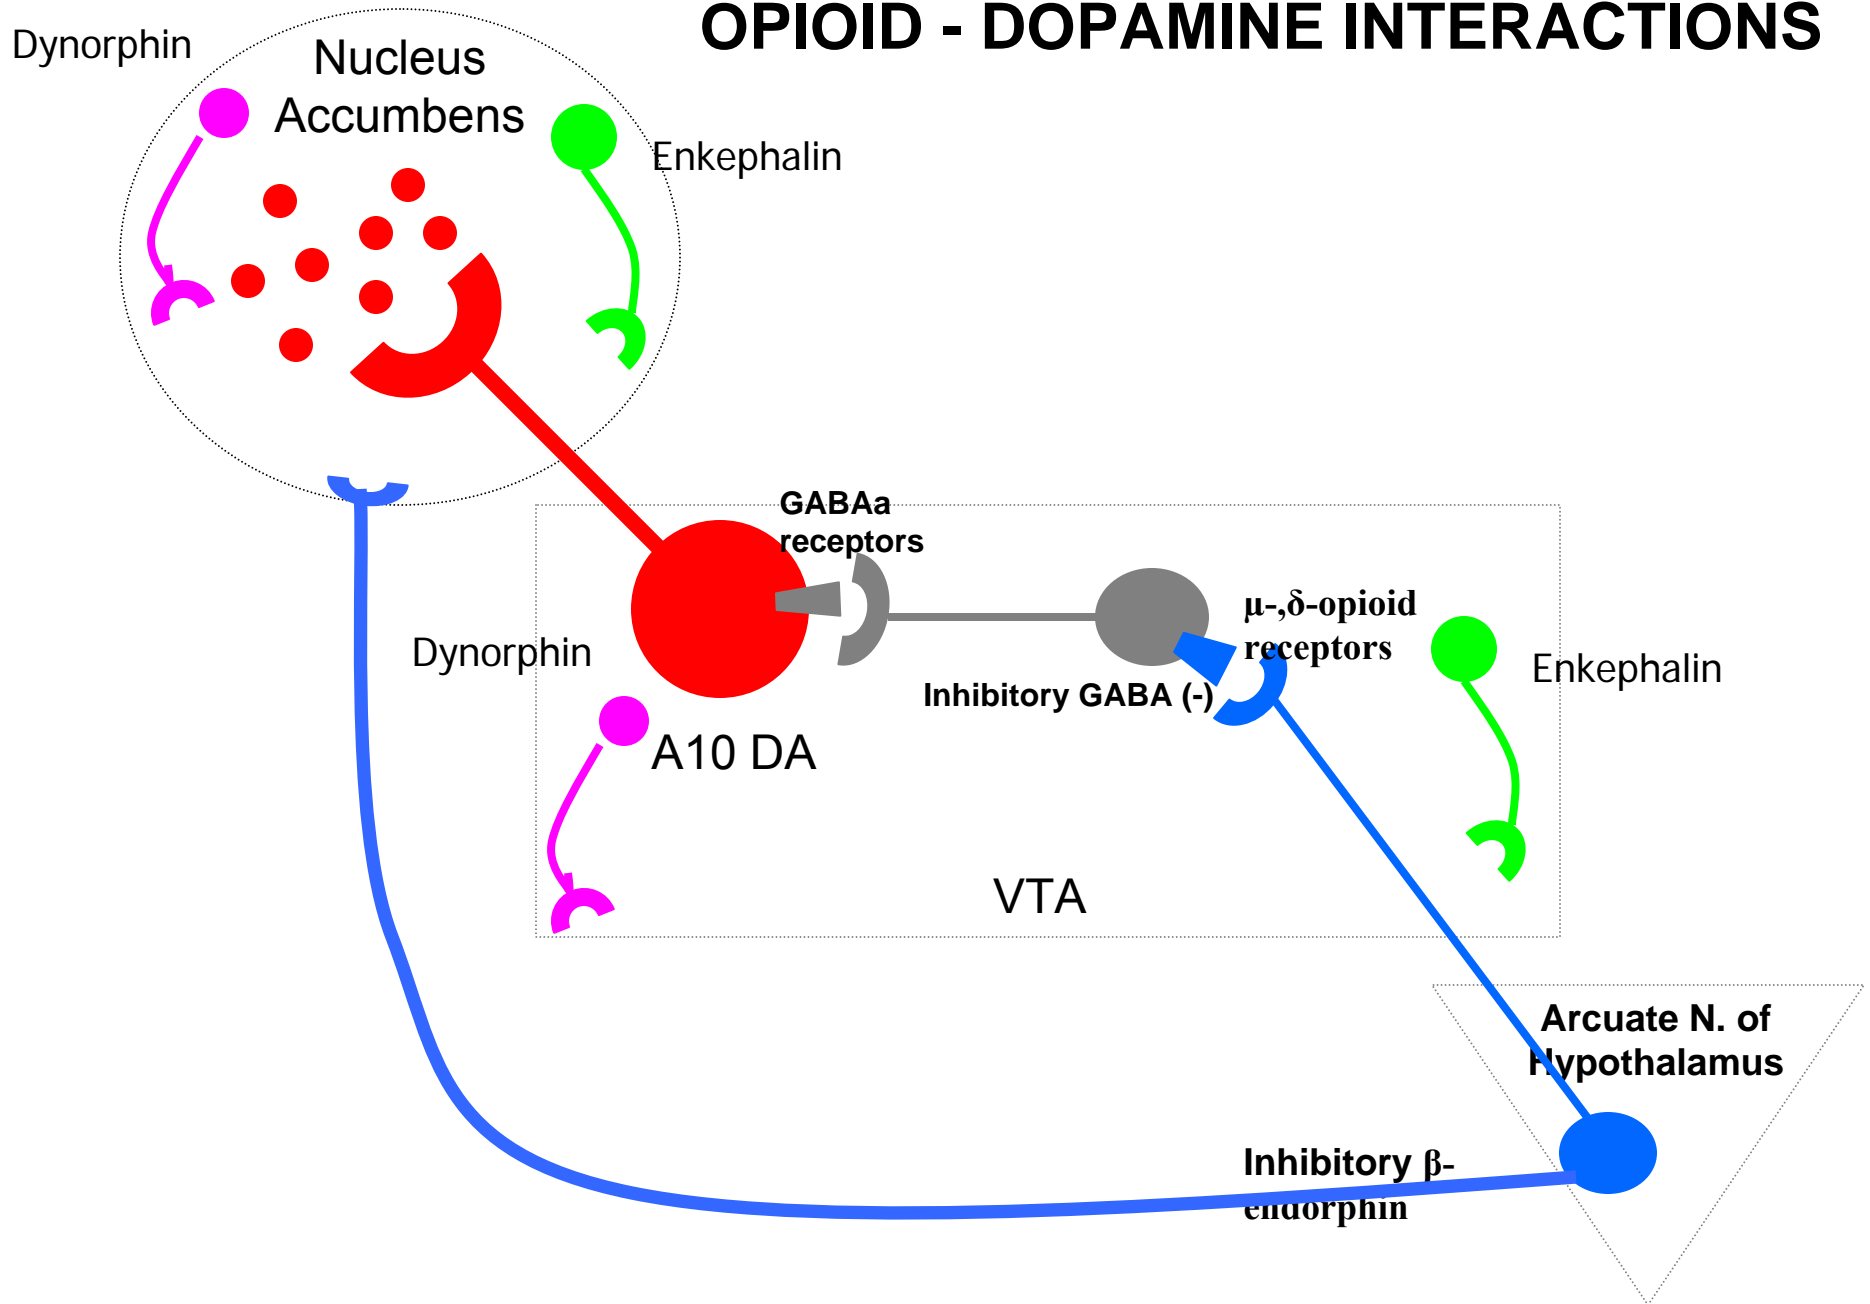 OPIOID - DOPAMINE INTERACTIONS
Dynorphin
Nucleus
Accumbens
Enkephalin
GABAa
receptors
μ-,δ-opioid
receptors
Dynorphin
Enkephalin
Inhibitory GABA (-)
A10 DA
VTA
Arcuate N. of
Hypothalamus
Inhibitory β-
endorphin